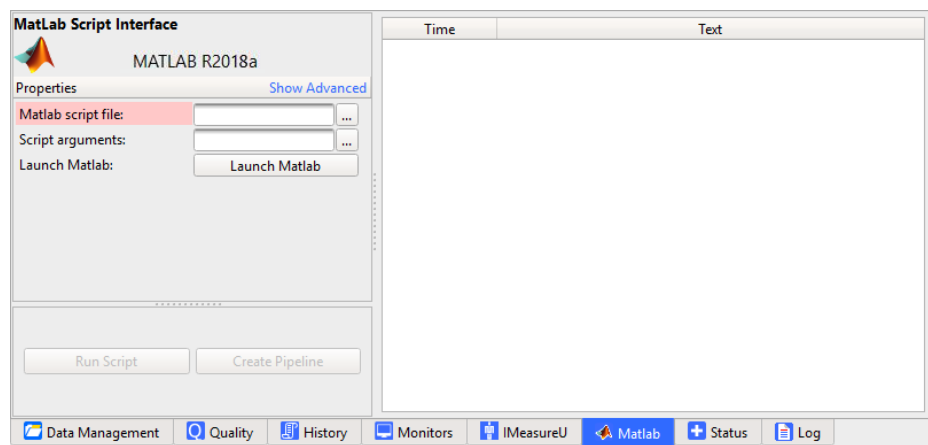 MatLab Script Interface
MATLAB R2018a
Properties Show Advanced
Matlab script file: ...
Script arguments: ...
Launch Matlab: Launch Matlab
Run Script Create Pipeline
Time Text
Data Management Quality History Monitors IMeasureU Matlab Status Log